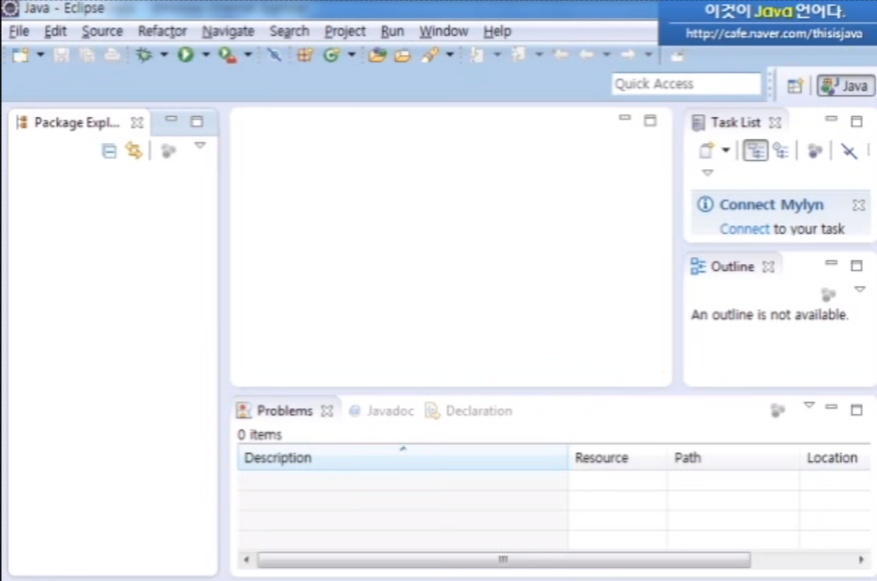 Java - Eclipse
이것이 Java 언어다.
File Edit Source Refactor Navigate Search Project Run Window Help
http://cafe.naver.com/thisisjava
Quick Access
Java
Package Expl...
Task List
Connect Mylyn
Connect to your task
Outline
An outline is not available.
Problems Javadoc Declaration
0 items
Description Resource Path Location